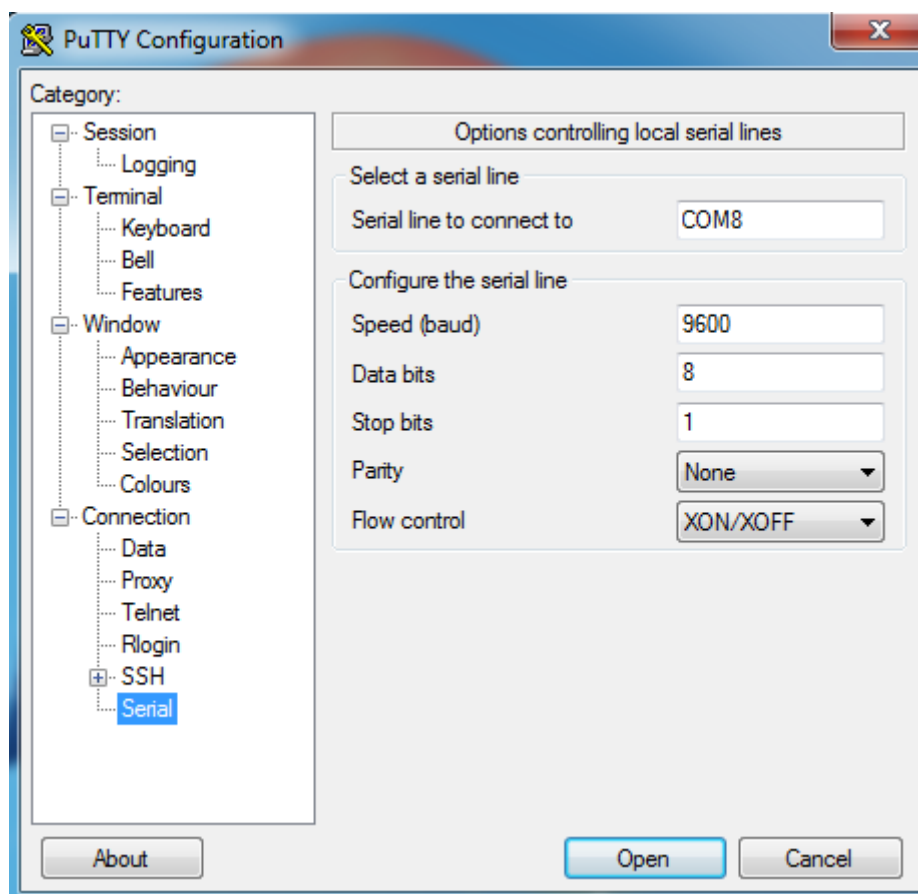 PuTTY Configuration
Category:
Session
Logging
Terminal
Keyboard
Bell
Features
Window
Appearance
Behaviour
Translation
Selection
Colours
Connection
Data
Proxy
Telnet
Rlogin
SSH
Serial
Options controlling local serial lines
Select a serial line
Serial line to connect to COM8
Configure the serial line
Speed (baud) 9600
Data bits 8
Stop bits 1
Parity None
Flow control XON/XOFF
About Open Cancel